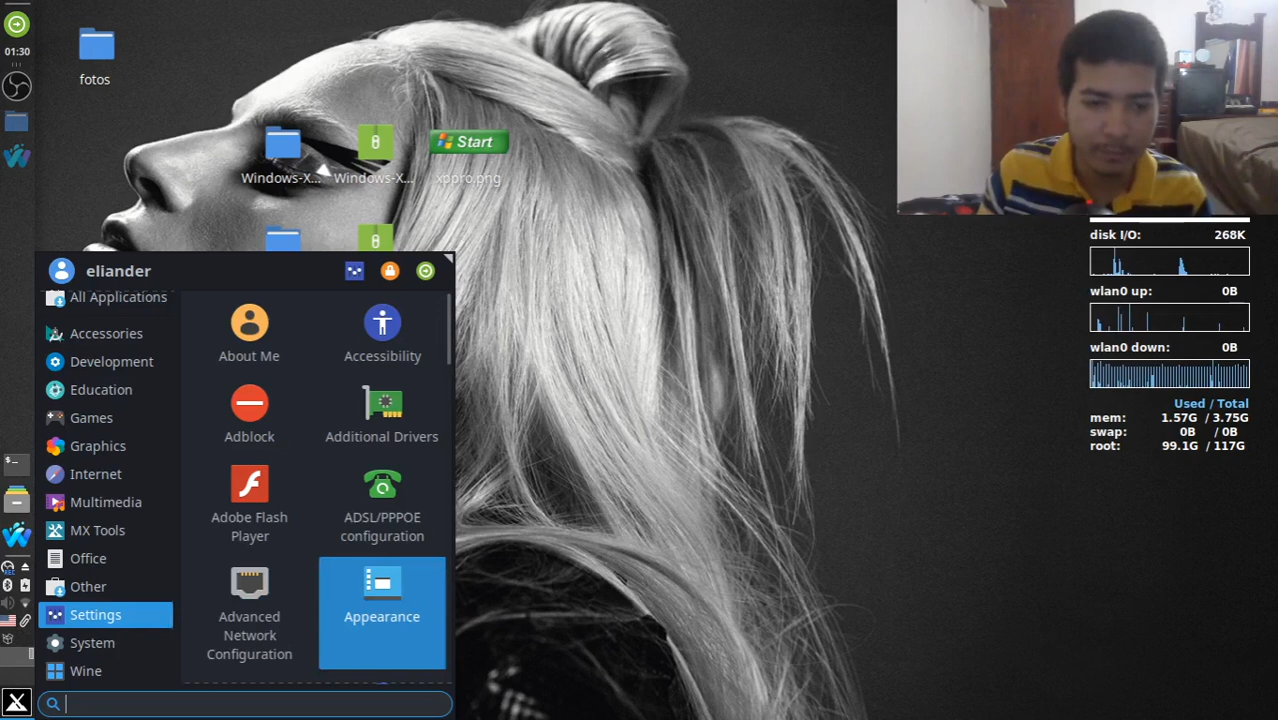 01:30
fotos
Start
Windows-X...
Windows-X...
xppro.png
disk I/O: 268K
wlan0 up: 0B
wlan0 down: 0B
Used / Total
mem: 1.57G / 3.75G
swap: 0B / 0B
root: 99.1G / 117G
eliander
All Applications
Accessories
Development
Education
Games
Graphics
Internet
Multimedia
MX Tools
Office
Other
Settings
System
Wine
About Me
Accessibility
Adblock
Additional Drivers
Adobe Flash
Player
ADSL/PPPOE
configuration
Advanced
Network
Configuration
Appearance
$_
REC